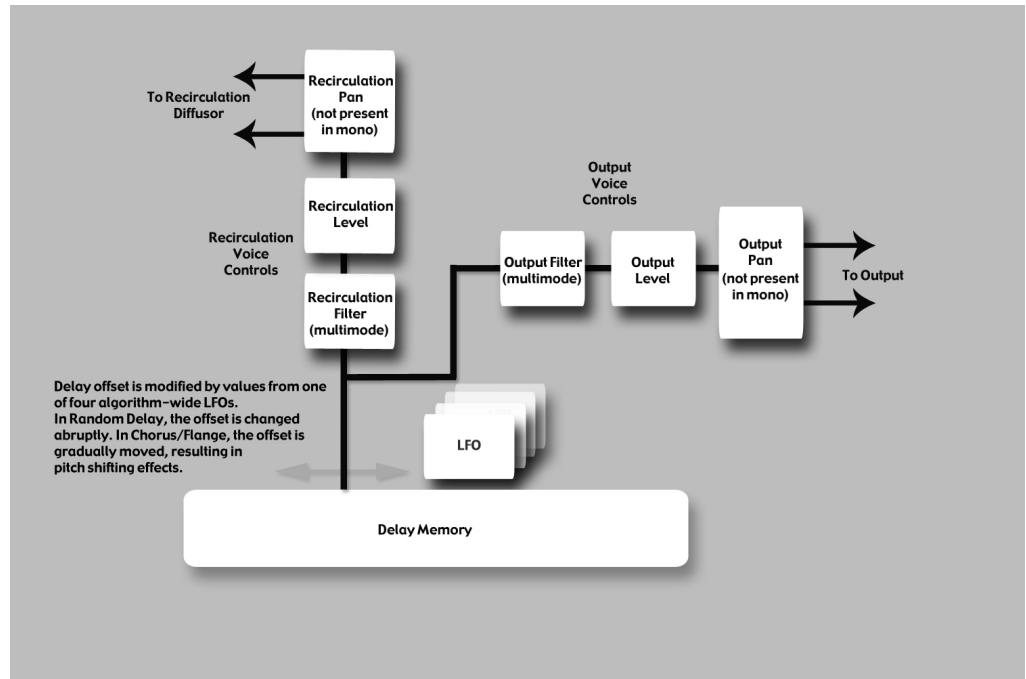 Recirculation
Pan
(not present
in mono)
To Recirculation
Diffusor
Recirculation
Level
Recirculation
Voice
Controls
Recirculation
Filter
(multimode)
Output
Voice
Controls
Output Filter
(multimode)
Output
Level
Output
Pan
(not present
in mono)
To Output
Delay offset is modified by values from one
of four algorithm-wide LFOs.
In Random Delay, the offset is changed
abruptly. In Chorus/Flange, the offset is
gradually moved, resulting in
pitch shifting effects.
LFO
Delay Memory